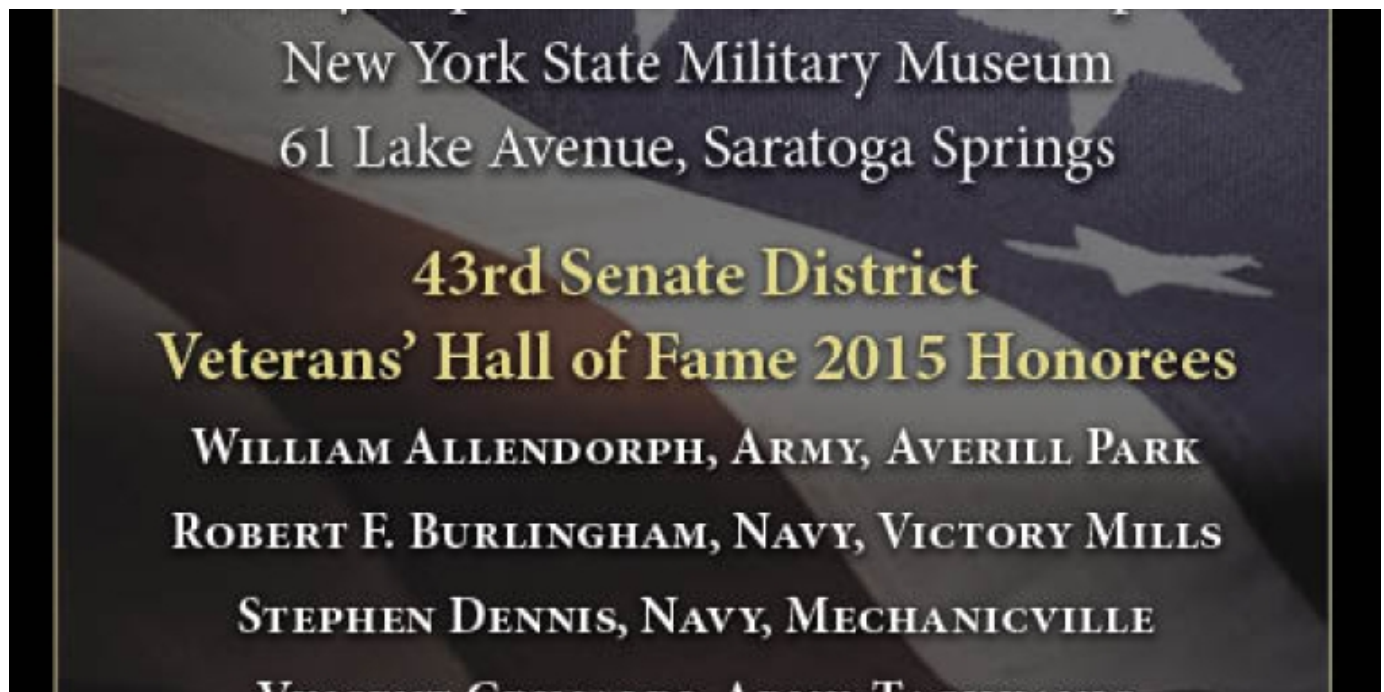 New York State Military Museum
61 Lake Avenue, Saratoga Springs
43rd Senate District
Veterans’ Hall of Fame 2015 Honorees
WILLIAM ALLENDORPH, ARMY, AVERILL PARK
ROBERT F. BURLINGHAM, NAVY, VICTORY MILLS
STEPHEN DENNIS, NAVY, MECHANICVILLE